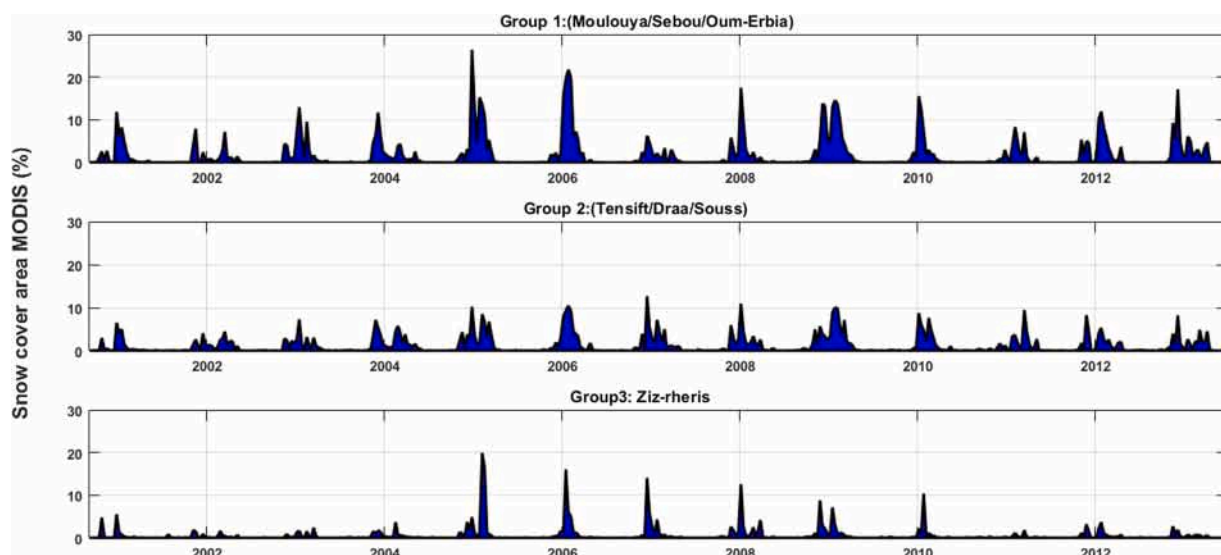 Group 1:(Moulouya/Sebou/Oum-Erbia)
30
20
10
0
2002 2004 2006 2008 2010 2012
Group 2:(Tensift/Draa/Souss)
Snow cover area MODIS (%)
30
20
10
0
2002 2004 2006 2008 2010 2012
Group3: Ziz-rheris
30
20
10
0
2002 2004 2006 2008 2010 2012